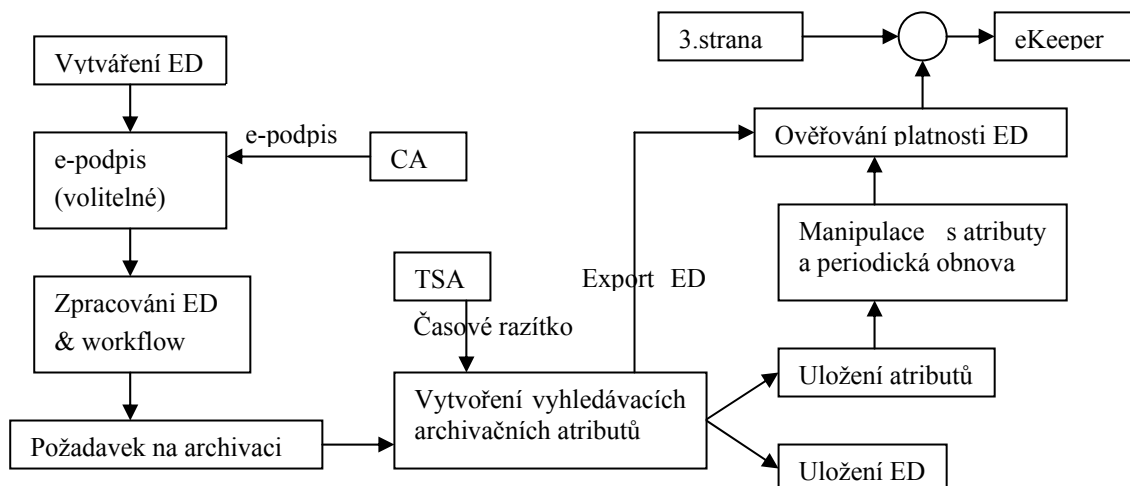 3.strana
eKeeper
Vytváření ED
e-podpis
Ověřování platnosti ED
e-podpis
(volitelné)
CA
Manipulace s atributy
a periodická obnova
TSA
Export ED
Zpracováni ED
& workflow
Časové razítko
Uložení atributů
Vytvoření vyhledávacích
archivačních atributů
Požadavek na archivaci
Uložení ED